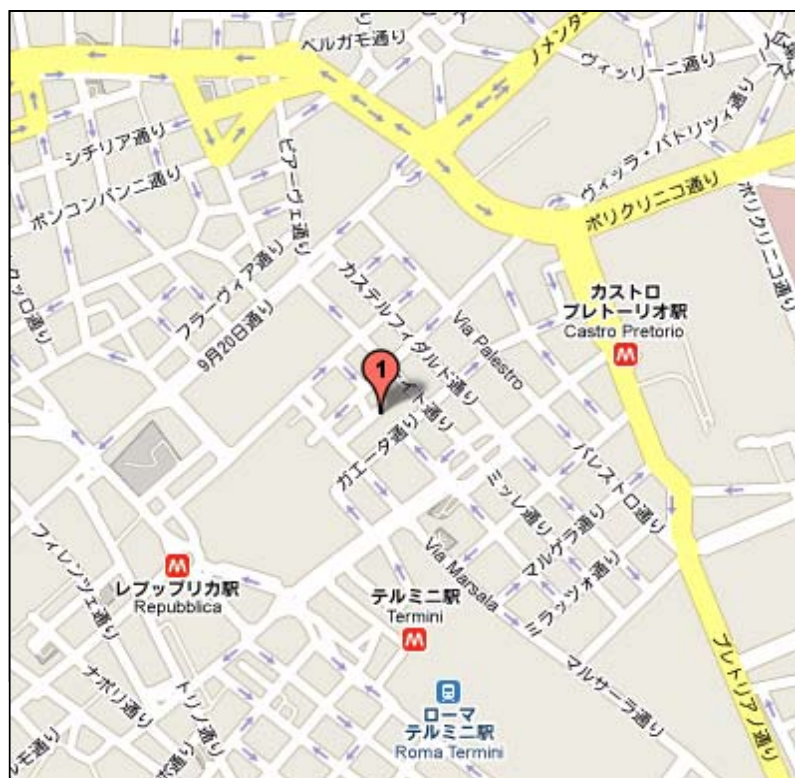 ベルガモ通り
ノメンター
ヴィシリーニ通り
シチリア通り
ピアーヴェ通り
ボンコンパニ通り
ヴィッラ・パトリツィ通り
ポリクリニコ通り
ポリクリニコ通り
フラーヴィア通り
カステルフィダルド通り
Via Palestro
カストロ
プレトーリオ駅
Castro Pretorio
9月20日通り
1
ガエータ通り
パレストロ通り
ミッレ通り
マルゲラ通り
ラッツォ通り
フィレンツェ通り
Via Marsala
レプッブリカ駅
Repubblica
テルミニ駅
Termini
マルサーラ通り
プレトリアノ通り
ナポリ通り
トリノ通り
ローマ
テルミニ駅
Roma Termini